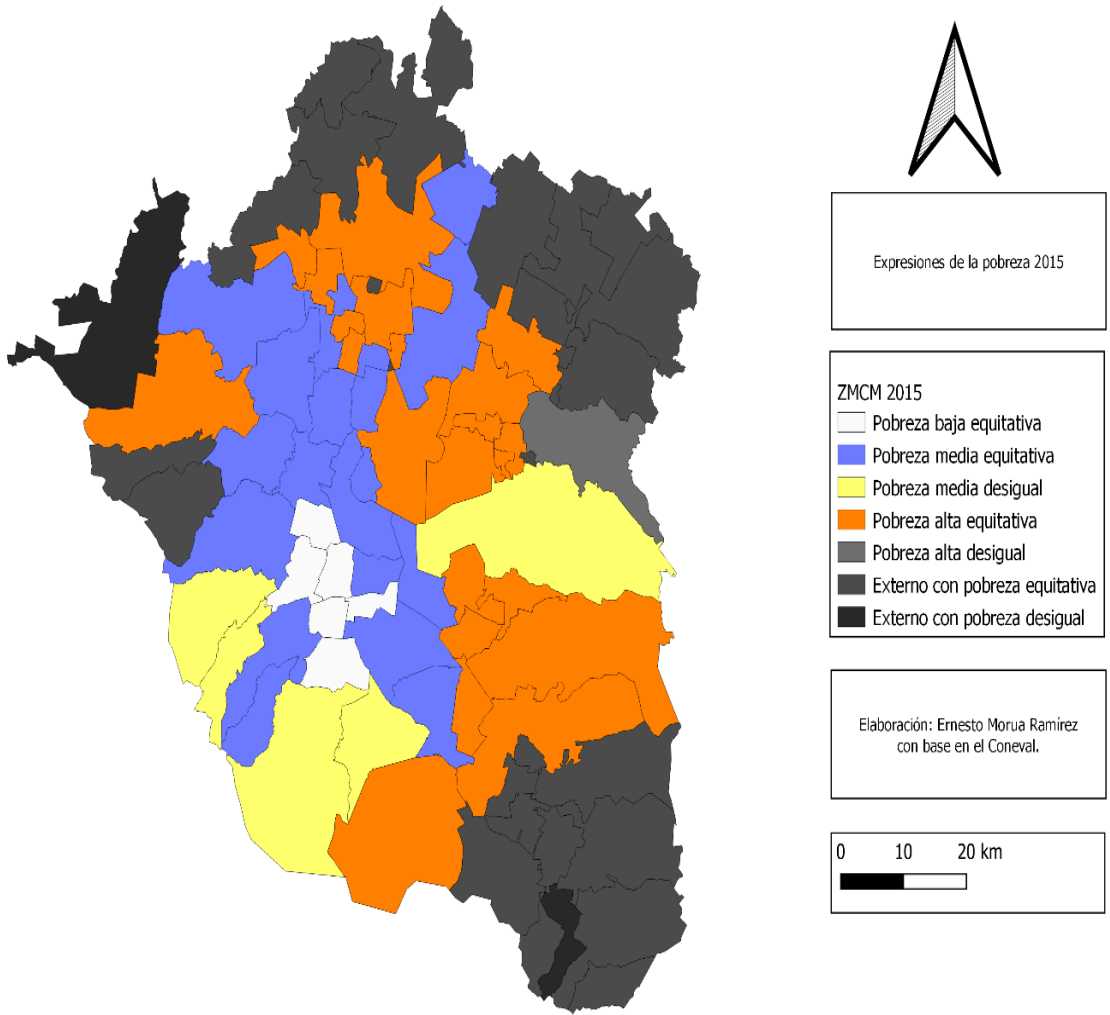 Expresiones de la pobreza 2015
ZMCM 2015
Pobreza baja equitativa
Pobreza media equitativa
Pobreza media desigual
Pobreza alta equitativa
Pobreza alta desigual
Externo con pobreza equitativa
Externo con pobreza desigual
Elaboración: Ernesto Morua Ramírez
con base en el Coneval.
0 10 20 km